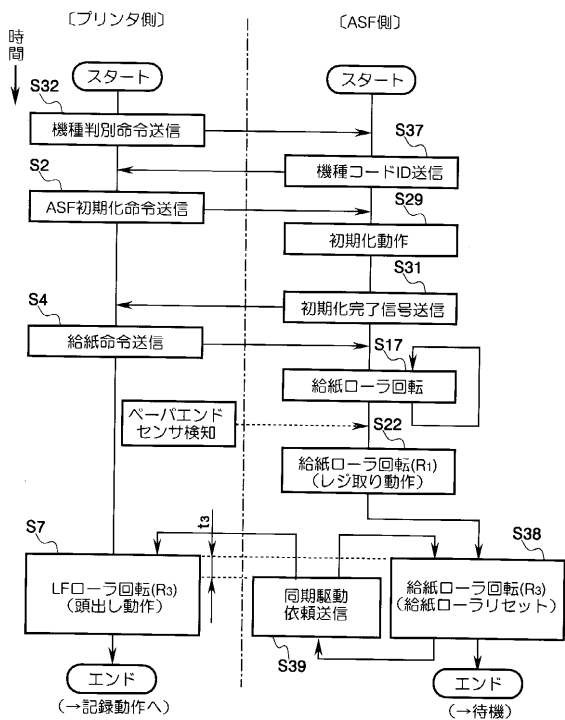 〔プリンタ側〕
〔ASF側〕
時間
スタート
スタート
S32
機種判別命令送信
S37
機種コードID送信
S2
ASF初期化命令送信
S29
初期化動作
S31
初期化完了信号送信
S4
給紙命令送信
S17
給紙ローラ回転
ペーパエンド
センサ検知
S22
給紙ローラ回転(R1)
(レジ取り動作)
t3
S7
LFローラ回転(R3)
(頭出し動作)
S38
給紙ローラ回転(R3)
(給紙ローラリセット)
同期駆動
依頼送信
S39
エンド
(→記録動作へ)
エンド
(→待機)